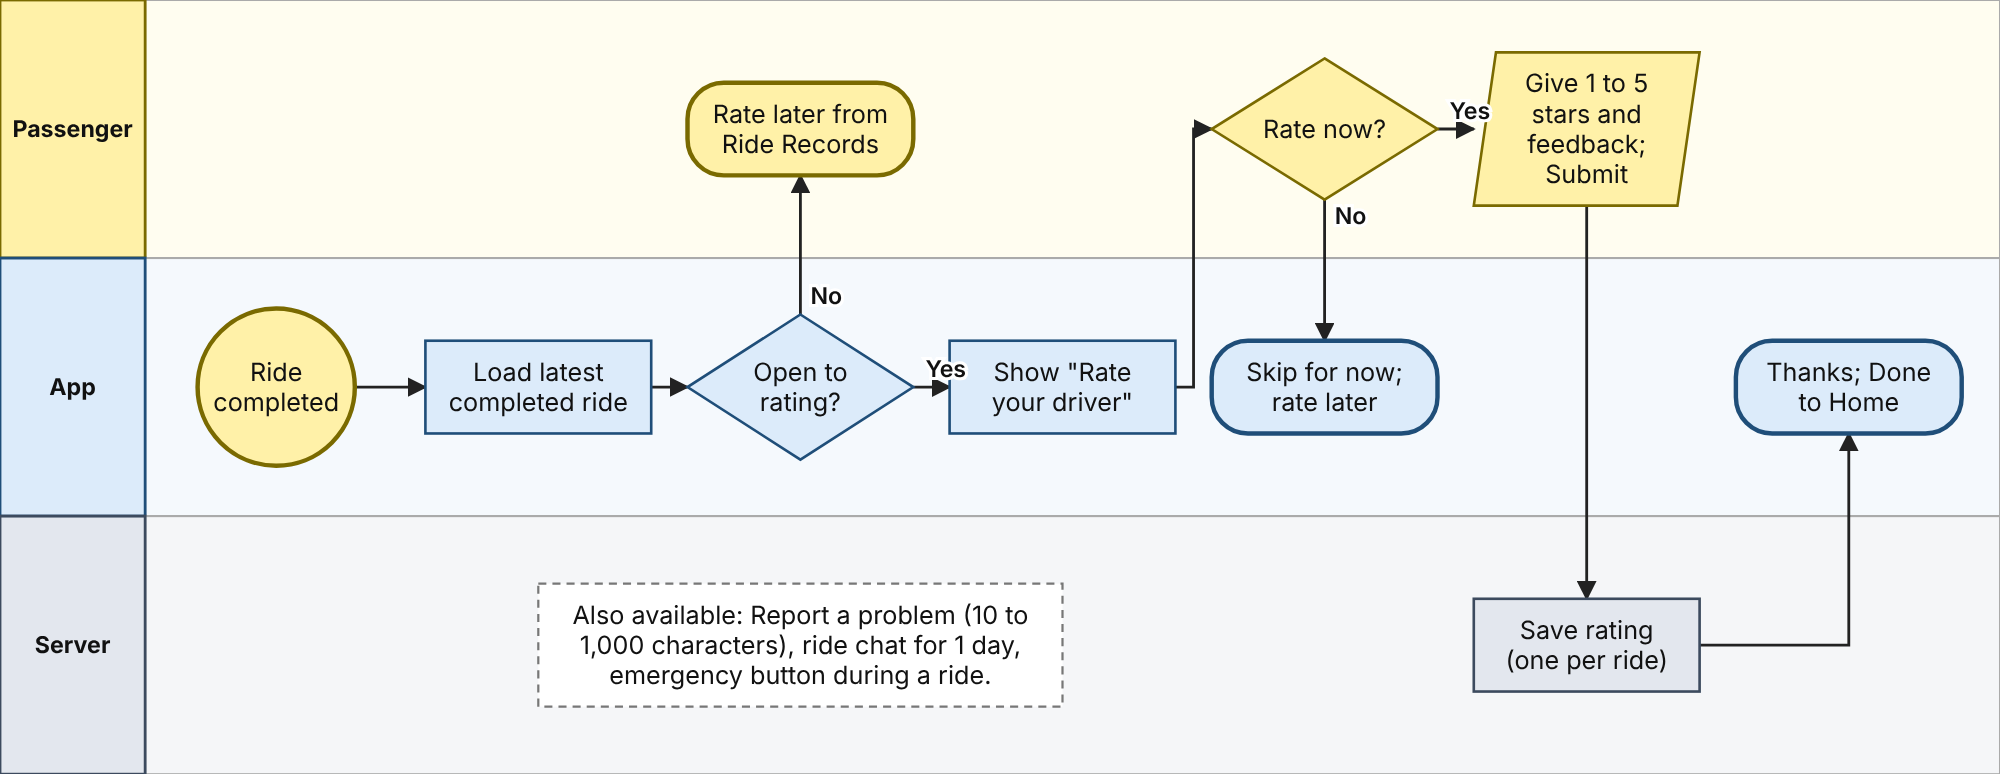 Passenger
Rate later from
Ride Records
Rate now?
Yes
No
Give 1 to 5
stars and
feedback;
Submit
App
Ride
completed
Load latest
completed ride
Open to
rating?
No
Yes
Show "Rate
your driver"
Skip for now;
rate later
Thanks; Done
to Home
Server
Also available: Report a problem (10 to
1,000 characters), ride chat for 1 day,
emergency button during a ride.
Save rating
(one per ride)